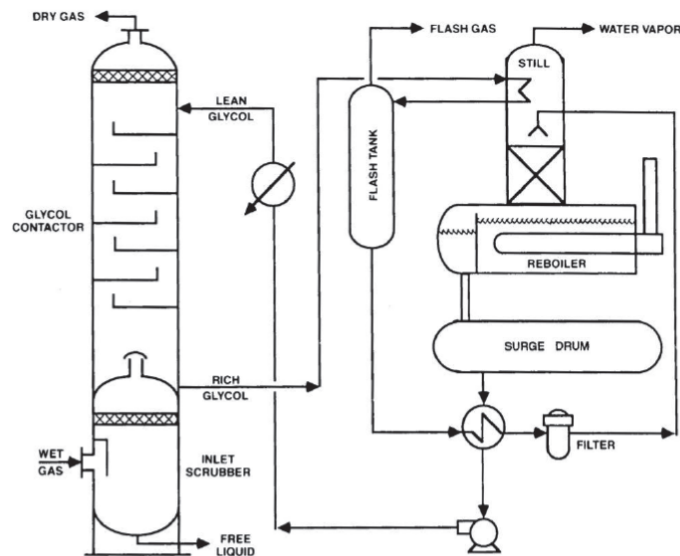 DRY GAS
FLASH GAS
WATER VAPOR
STILL
LEAN
GLYCOL
FLASH TANK
GLYCOL
CONTACTOR
REBOILER
SURGE DRUM
RICH
GLYCOL
FILTER
WET
GAS
INLET
SCRUBBER
FREE
LIQUID